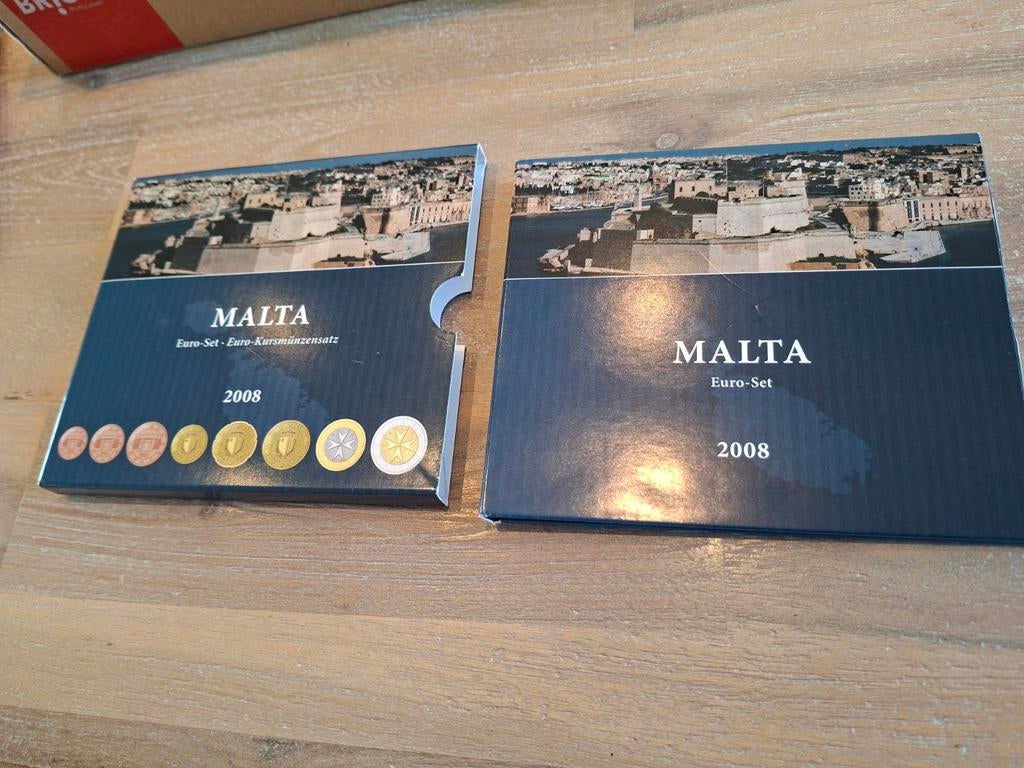 MALTA
Euro-Set - Euro-Kursmünzensatz
2008
MALTA
Euro-Set
2008